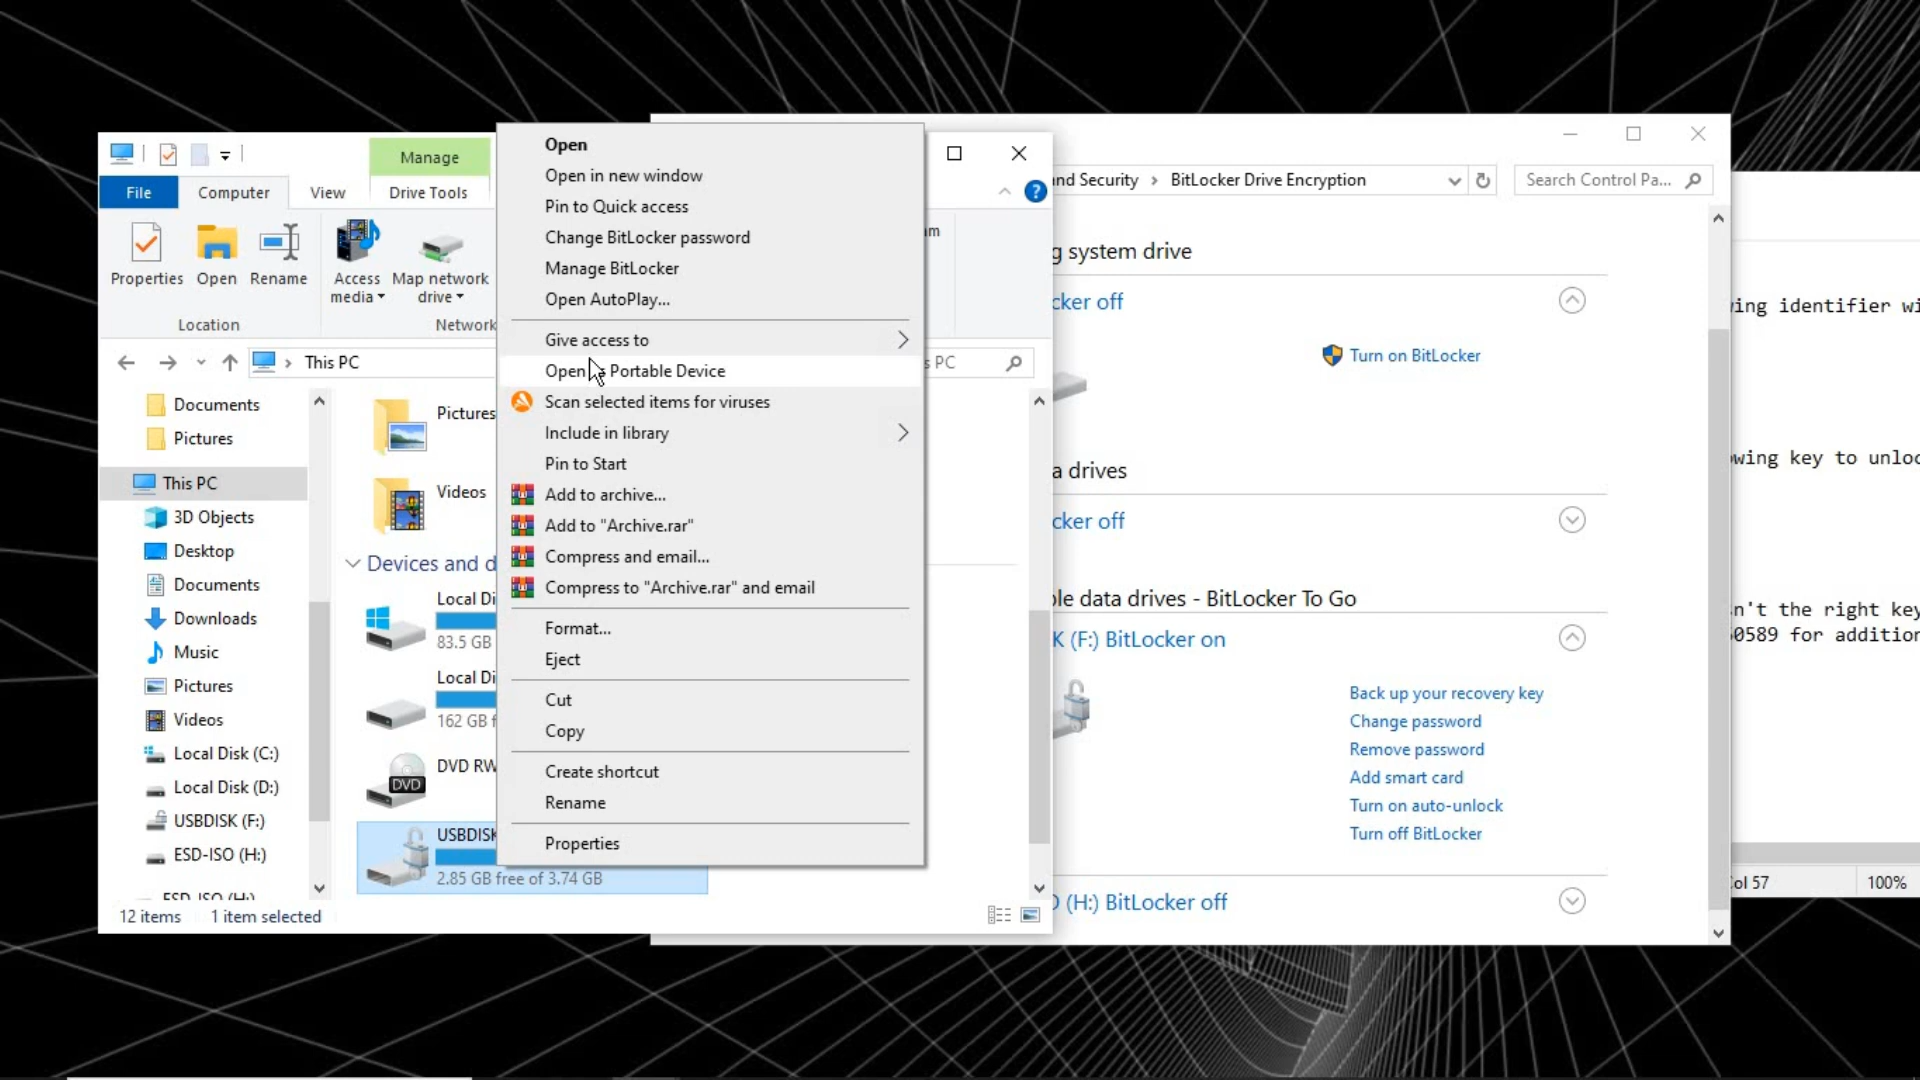 Manage
File
Computer
View
Drive Tools
Properties
Open
Rename
Access
media
Map network
drive
Location
Network
This PC
PC
Documents
Pictures
This PC
3D Objects
Desktop
Documents
Downloads
Music
Pictures
Videos
Local Disk (C:)
Local Disk (D:)
USBDISK (F:)
ESD-ISO (H:)
ESD-ISO (H:)
Pictures
Videos
Devices and d
Local Di
83.5 GB
Local Di
162 GB f
DVD RW
DVD
USBDISK
2.85 GB free of 3.74 GB
12 items
1 item selected
Open
Open in new window
Pin to Quick access
Change BitLocker password
Manage BitLocker
Open AutoPlay...
Give access to
Open as Portable Device
Scan selected items for viruses
Include in library
Pin to Start
Add to archive...
Add to "Archive.rar"
Compress and email...
Compress to "Archive.rar" and email
Format...
Eject
Cut
Copy
Create shortcut
Rename
Properties
am
nd Security › BitLocker Drive Encryption
Search Control Pa...
g system drive
cker off
Turn on BitLocker
a drives
cker off
le data drives - BitLocker To Go
K (F:) BitLocker on
Back up your recovery key
Change password
Remove password
Add smart card
Turn on auto-unlock
Turn off BitLocker
(H:) BitLocker off
ing identifier wi
wing key to unloc
n't the right key
60589 for addition
ol 57
100%